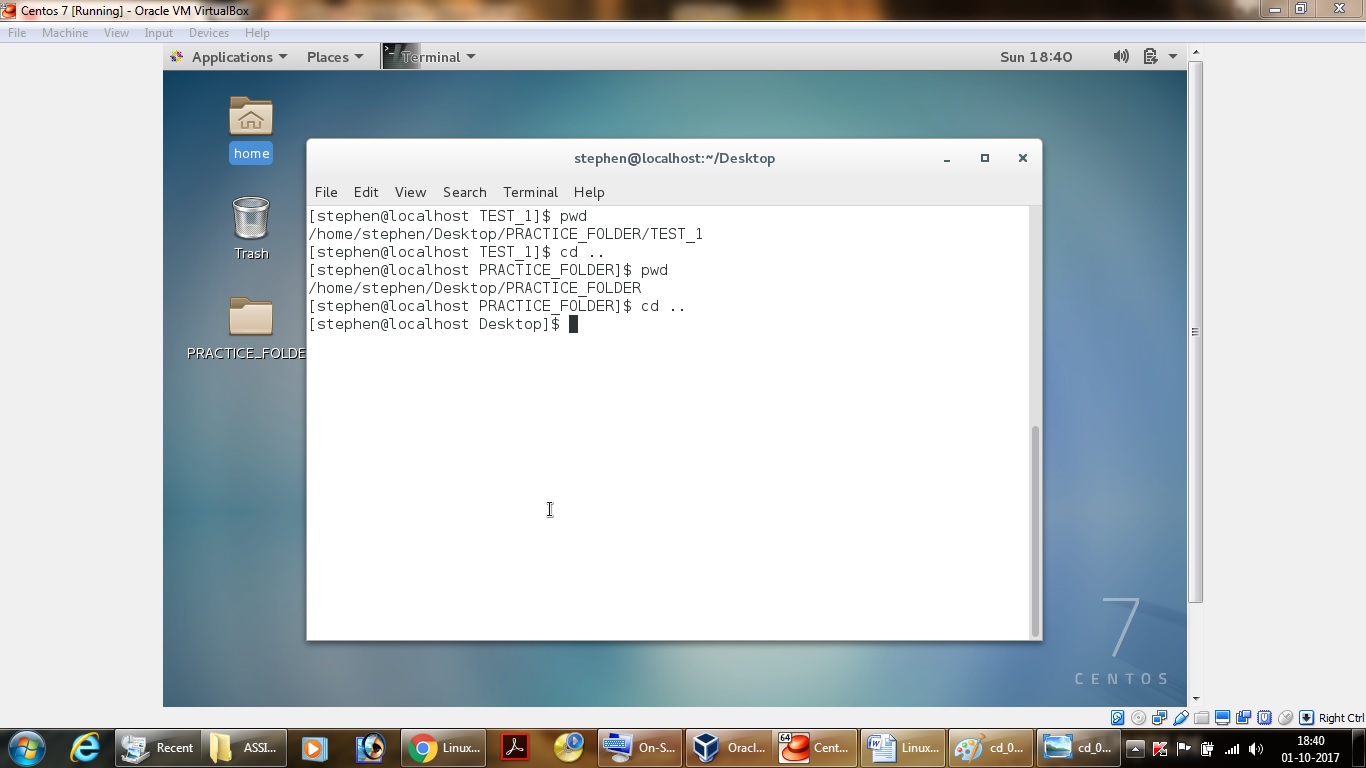 Centos 7 [Running] - Oracle VM VirtualBox
File Machine View Input Devices Help
Applications Places Terminal Sun 18:40
home
Trash
PRACTICE_FOLDE
stephen@localhost:~/Desktop
File Edit View Search Terminal Help
[stephen@localhost TEST_1]$ pwd
/home/stephen/Desktop/PRACTICE_FOLDER/TEST_1
[stephen@localhost TEST_1]$ cd ..
[stephen@localhost PRACTICE_FOLDER]$ pwd
/home/stephen/Desktop/PRACTICE_FOLDER
[stephen@localhost PRACTICE_FOLDER]$ cd ..
[stephen@localhost Desktop]$
7
CENTOS
Right Ctrl
Recent ASSI... Linux... On-S... Oracl... 64 Cent... Linux... cd_0... cd_0... 18:40
01-10-2017